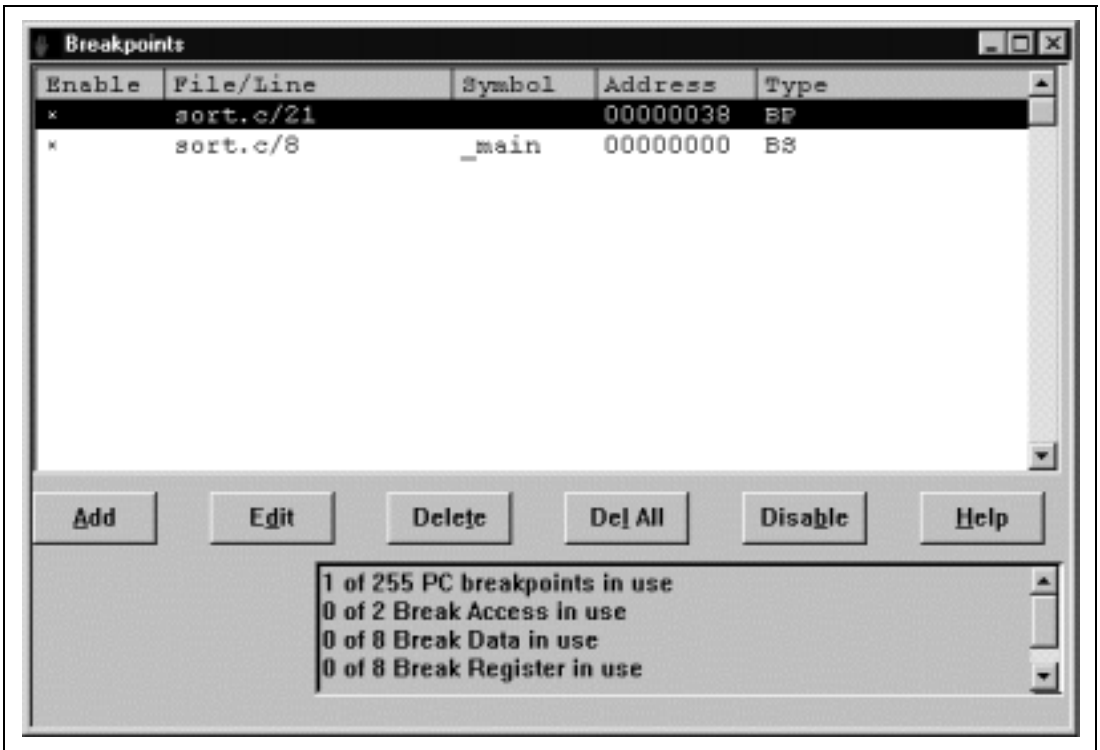 Breakpoints
Enable File/Line Symbol Address Type
× sort.c/21 00000038 BP
× sort.c/8 _main 00000000 BS
Add Edit Delete Del All Disable Help
1 of 255 PC breakpoints in use
0 of 2 Break Access in use
0 of 8 Break Data in use
0 of 8 Break Register in use